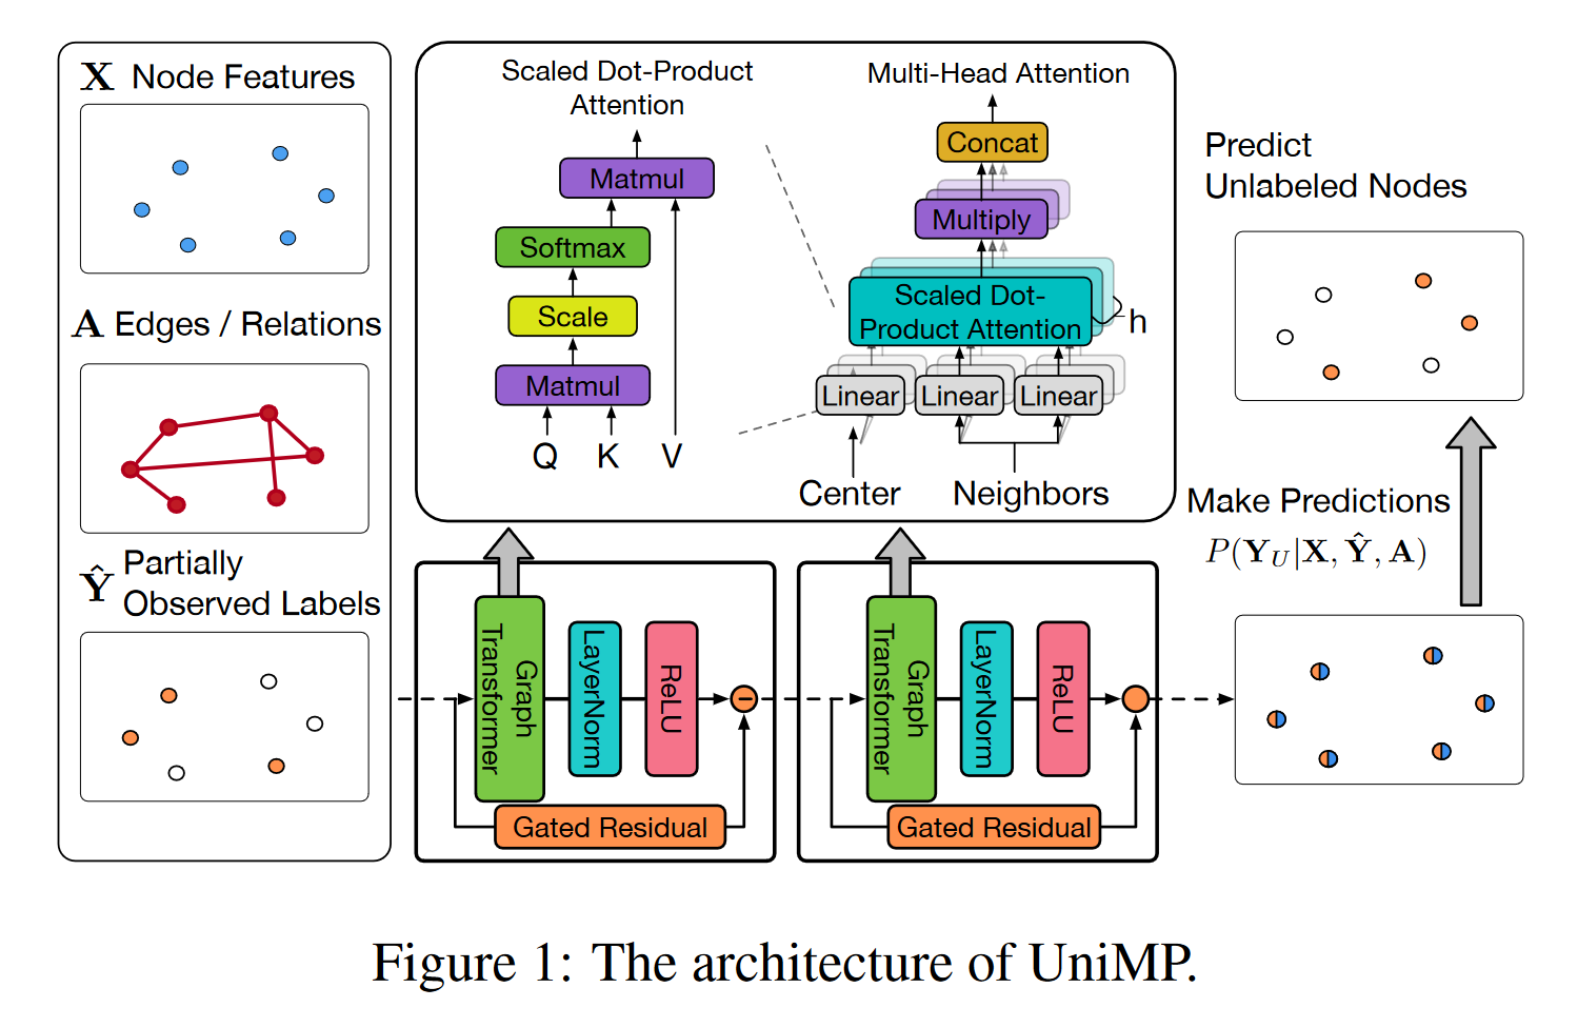 X Node Features
A Edges / Relations
Ŷ Partially
Observed Labels
Scaled Dot-Product
Attention
Matmul
Softmax
Scale
Matmul
Q K V
Multi-Head Attention
Concat
Multiply
Scaled Dot-
Product Attention
h
Linear Linear Linear
Center Neighbors
Graph
Transformer
LayerNorm
ReLU
Gated Residual
Graph
Transformer
LayerNorm
ReLU
Gated Residual
Predict
Unlabeled Nodes
Make Predictions
P(Y_U|X, Ŷ, A)
Figure 1: The architecture of UniMP.